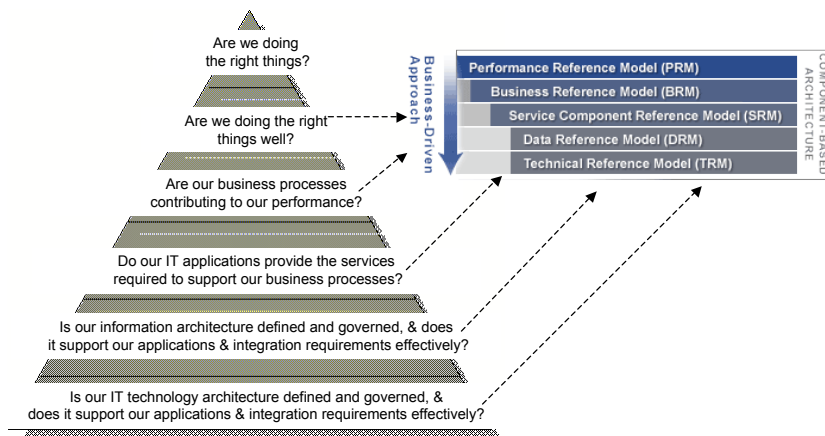 Are we doing
the right things?
Are we doing the right
things well?
Are our business processes
contributing to our performance?
Do our IT applications provide the services
required to support our business processes?
Is our information architecture defined and governed, & does
it support our applications & integration requirements effectively?
Is our IT technology architecture defined and governed, &
does it support our applications & integration requirements effectively?
Business-Driven
Approach
Performance Reference Model (PRM)
Business Reference Model (BRM)
Service Component Reference Model (SRM)
Data Reference Model (DRM)
Technical Reference Model (TRM)
COMPONENT-BASED
ARCHITECTURE